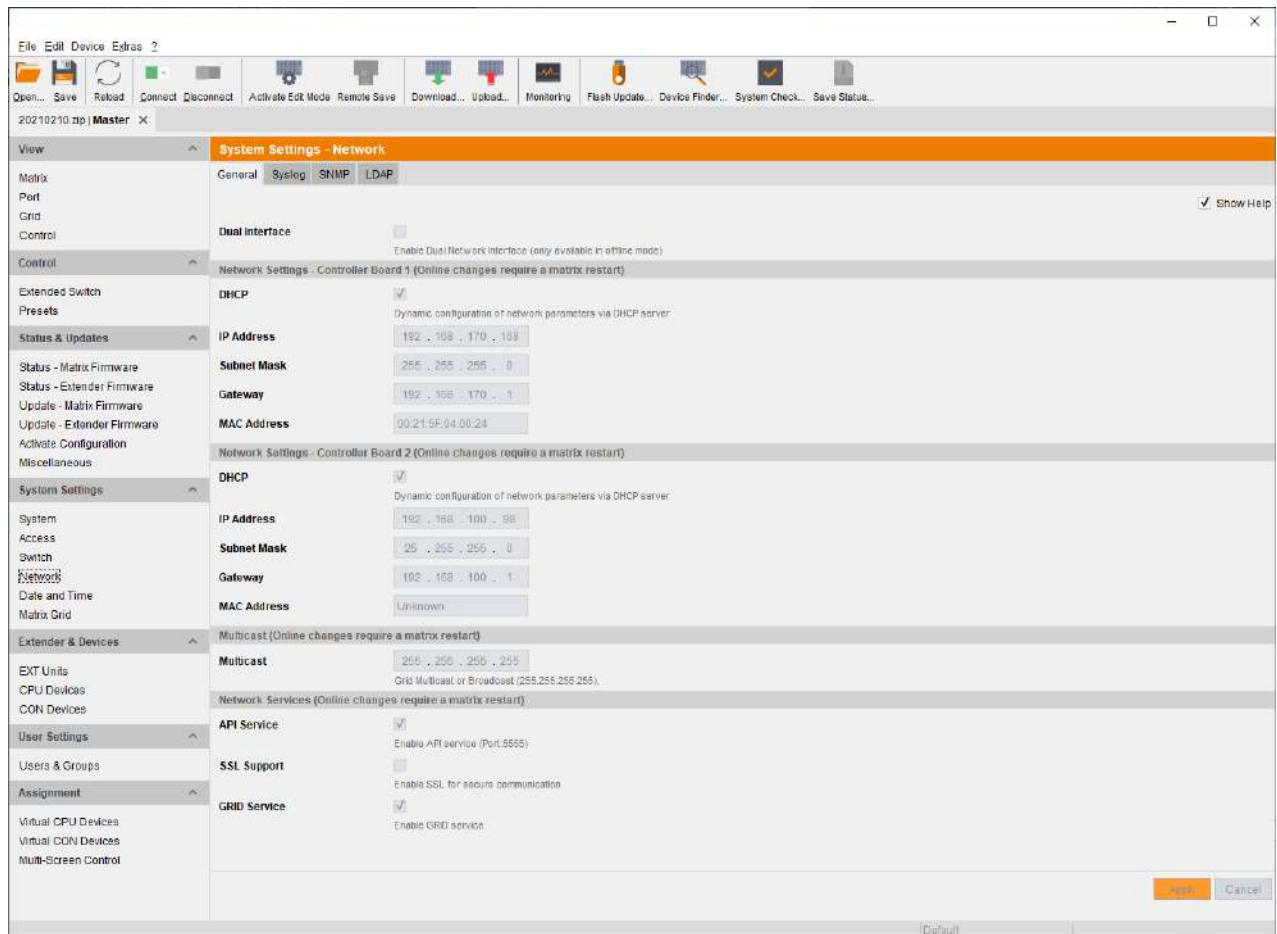 File Edit Device Extras ?
Open... Save Reload Connect Disconnect Activate Edit Mode Remote Save Download... Upload... Monitoring Flash Update... Device Finder... System Check... Save Status...
20210210.zip | Master
View
Matrix
Port
Grid
Control
Control
Extended Switch
Presets
Status & Updates
Status - Matrix Firmware
Status - Extender Firmware
Update - Matrix Firmware
Update - Extender Firmware
Activate Configuration
Miscellaneous
System Settings
System
Access
Switch
Network
Date and Time
Matrix Grid
Extender & Devices
EXT Units
CPU Devices
CON Devices
User Settings
Users & Groups
Assignment
Virtual CPU Devices
Virtual CON Devices
Multi-Screen Control
System Settings - Network
General Syslog SNMP LDAP
Show Help
Dual Interface
Enable Dual Network Interface (only available in offline mode)
Network Settings - Controller Board 1 (Online changes require a matrix restart)
DHCP
Dynamic configuration of network parameters via DHCP server
IP Address 192 . 168 . 170 . 168
Subnet Mask 255 . 255 . 255 . 0
Gateway 192 . 168 . 170 . 1
MAC Address 00:21:5F:04:00:24
Network Settings - Controller Board 2 (Online changes require a matrix restart)
DHCP
Dynamic configuration of network parameters via DHCP server
IP Address 192 . 168 . 100 . 98
Subnet Mask 25 . 255 . 255 . 0
Gateway 192 . 168 . 100 . 1
MAC Address Unknown
Multicast (Online changes require a matrix restart)
Multicast 255 . 255 . 255 . 255
Grid Multicast or Broadcast (255.255.255.255).
Network Services (Online changes require a matrix restart)
API Service
Enable API service (Port:5555)
SSL Support
Enable SSL for secure communication
GRID Service
Enable GRID service
Apply Cancel
Default